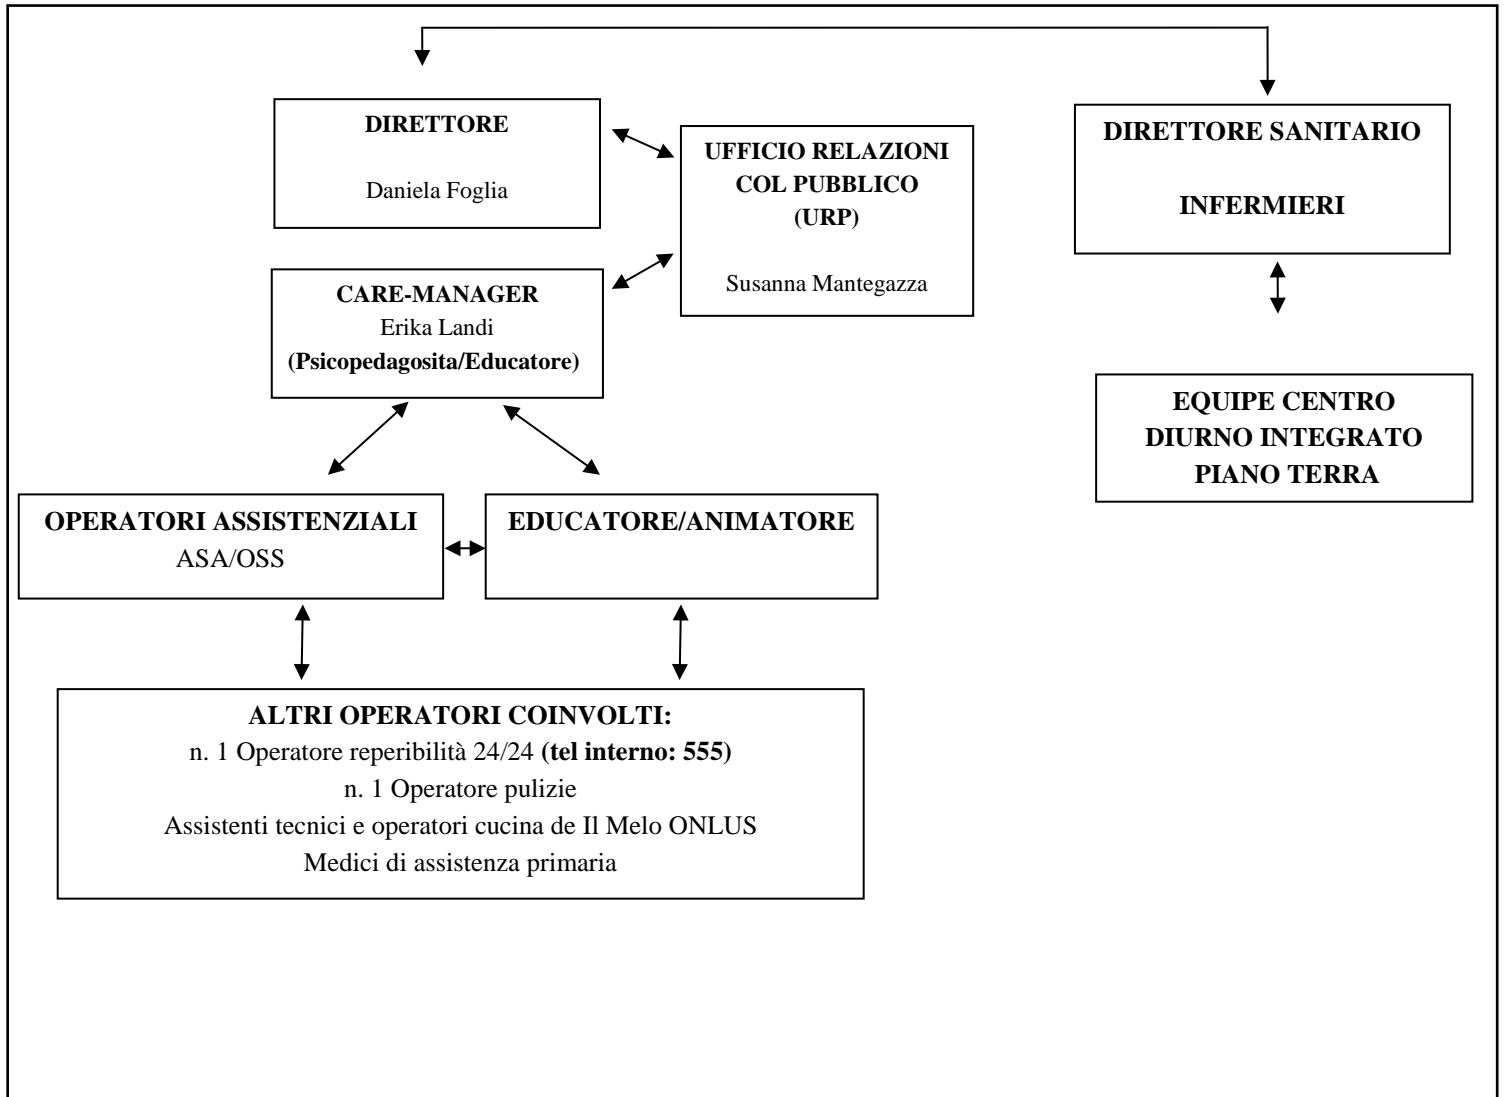 DIRETTORE
Daniela Foglia
UFFICIO RELAZIONI
COL PUBBLICO
(URP)
Susanna Mantegazza
DIRETTORE SANITARIO
INFERMIERI
CARE-MANAGER
Erika Landi
(Psicopedagosita/Educatore)
EQUIPE CENTRO
DIURNO INTEGRATO
PIANO TERRA
OPERATORI ASSISTENZIALI
ASA/OSS
EDUCATORE/ANIMATORE
ALTRI OPERATORI COINVOLTI:
n. 1 Operatore reperibilità 24/24 (tel interno: 555)
n. 1 Operatore pulizie
Assistenti tecnici e operatori cucina de Il Melo ONLUS
Medici di assistenza primaria